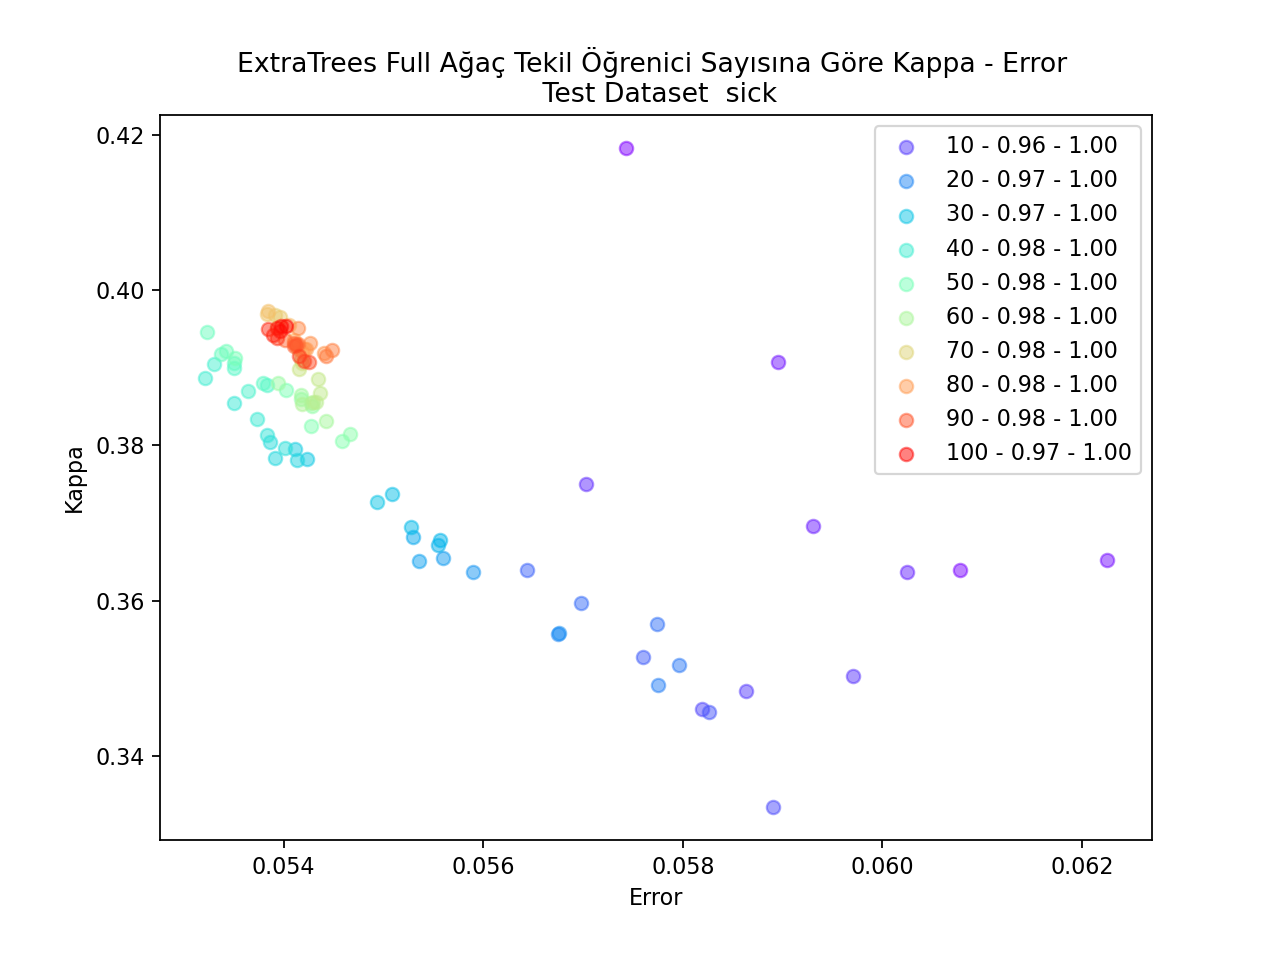 ExtraTrees Full Ağaç Tekil Öğrenici Sayısına Göre Kappa - Error
Test Dataset  sick
0.42
0.40
0.38
0.36
0.34
Kappa
10 - 0.96 - 1.00
20 - 0.97 - 1.00
30 - 0.97 - 1.00
40 - 0.98 - 1.00
50 - 0.98 - 1.00
60 - 0.98 - 1.00
70 - 0.98 - 1.00
80 - 0.98 - 1.00
90 - 0.98 - 1.00
100 - 0.97 - 1.00
0.054
0.056
0.058
0.060
0.062
Error